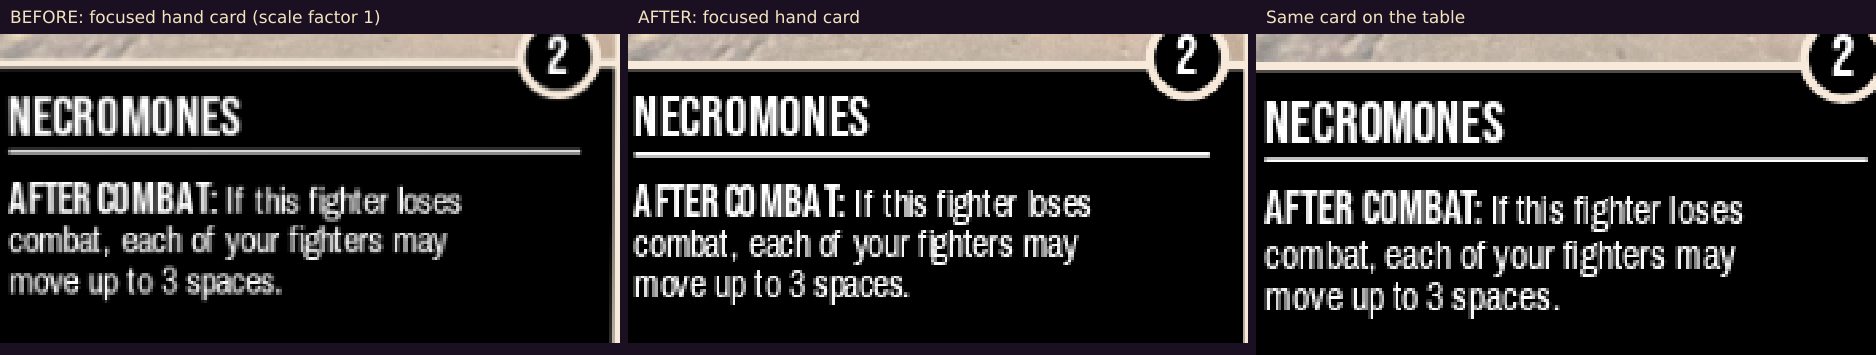 BEFORE: focused hand card (scale factor 1)
2
NECROMONES
AFTER COMBAT: If this fighter loses
combat, each of your fighters may
move up to 3 spaces.
AFTER: focused hand card
2
NECROMONES
AFTER COMBAT: If this fighter loses
combat, each of your fighters may
move up to 3 spaces.
Same card on the table
2
NECROMONES
AFTER COMBAT: If this fighter loses
combat, each of your fighters may
move up to 3 spaces.